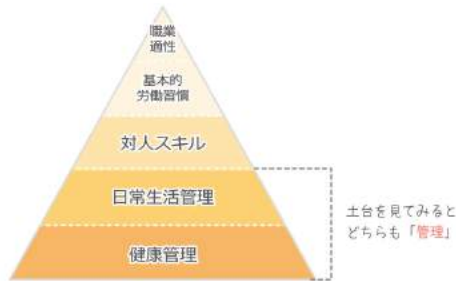 職業
適性
基本的
労働習慣
対人スキル
日常生活管理
健康管理
土台を見てみると
どちらも「管理」